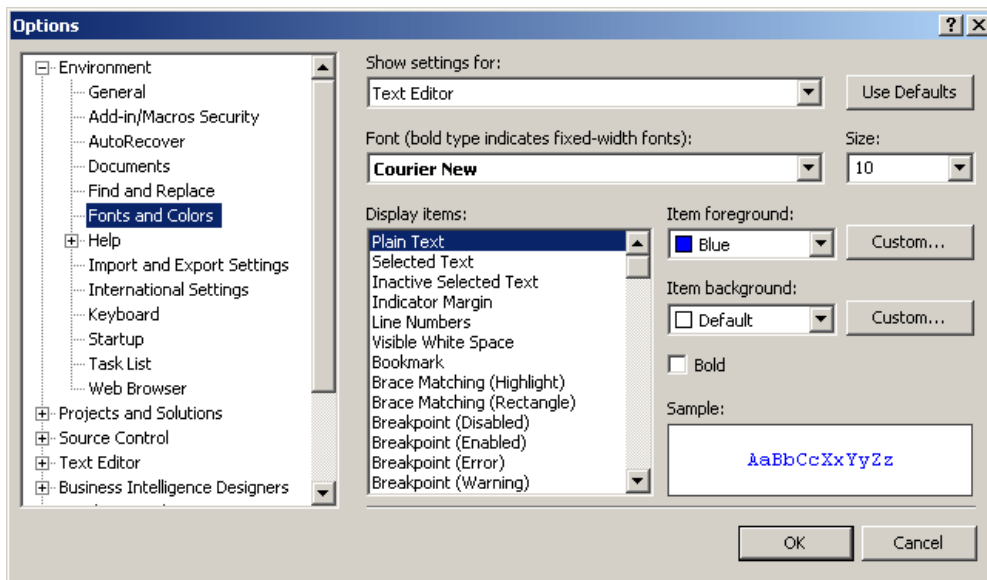 Options
Environment
General
Add-in/Macros Security
AutoRecover
Documents
Find and Replace
Fonts and Colors
Help
Import and Export Settings
International Settings
Keyboard
Startup
Task List
Web Browser
Projects and Solutions
Source Control
Text Editor
Business Intelligence Designers
Show settings for:
Text Editor
Use Defaults
Font (bold type indicates fixed-width fonts):
Size:
Courier New
10
Display items:
Plain Text
Selected Text
Inactive Selected Text
Indicator Margin
Line Numbers
Visible White Space
Bookmark
Brace Matching (Highlight)
Brace Matching (Rectangle)
Breakpoint (Disabled)
Breakpoint (Enabled)
Breakpoint (Error)
Breakpoint (Warning)
Item foreground:
Blue
Custom...
Item background:
Default
Custom...
Bold
Sample:
AaBbCcXxYyZz
OK
Cancel